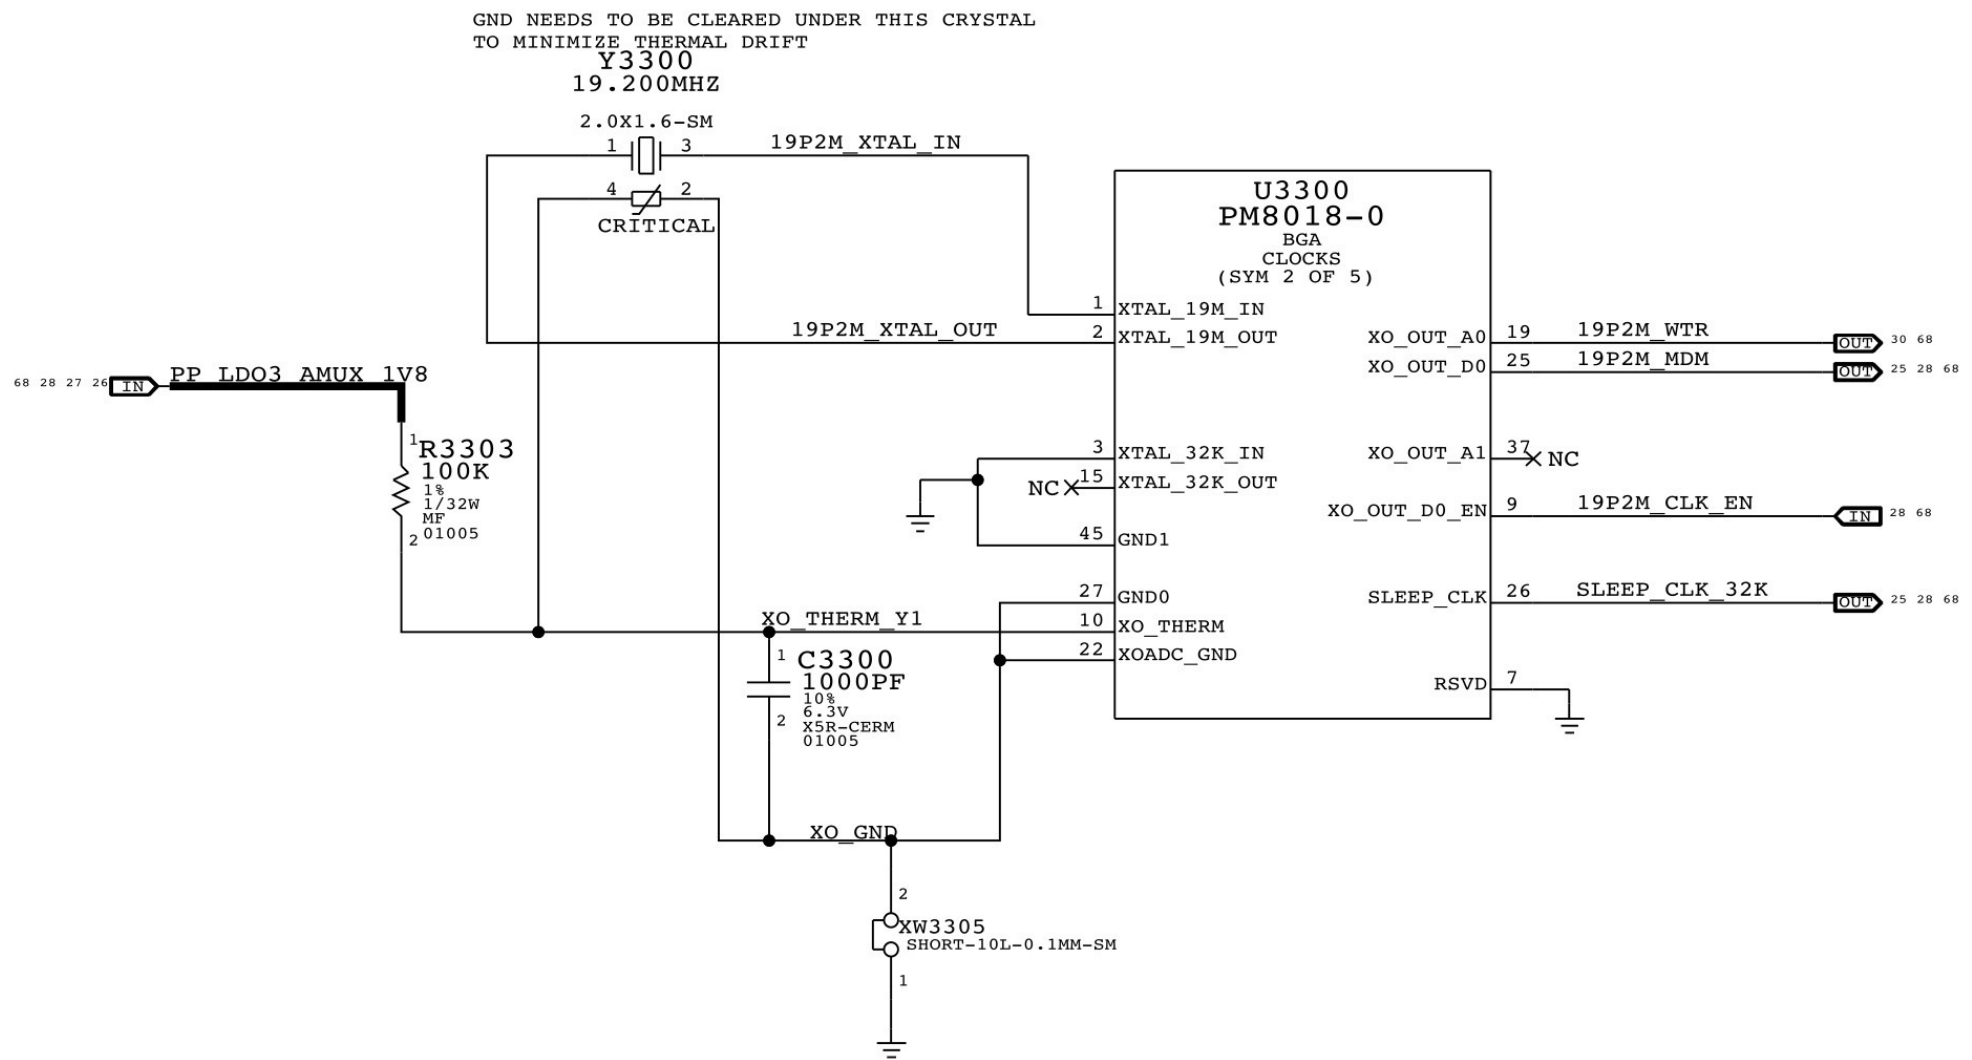 GND NEEDS TO BE CLEARED UNDER THIS CRYSTAL
TO MINIMIZE THERMAL DRIFT
Y3300
19.200MHZ
2.0X1.6-SM
1
3
19P2M_XTAL_IN
4
2
CRITICAL
U3300
PM8018-0
BGA
CLOCKS
(SYM 2 OF 5)
1
XTAL_19M_IN
19P2M_XTAL_OUT
2
XTAL_19M_OUT
XO_OUT_A0
19
19P2M_WTR
OUT
30 68
XO_OUT_D0
25
19P2M_MDM
OUT
25 28 68
68 28 27 26
IN
PP_LDO3_AMUX_1V8
1
R3303
100K
1%
1/32W
MF
01005
2
3
XTAL_32K_IN
XO_OUT_A1
37
NC
NC
15
XTAL_32K_OUT
XO_OUT_D0_EN
9
19P2M_CLK_EN
IN
28 68
45
GND1
27
GND0
SLEEP_CLK
26
SLEEP_CLK_32K
OUT
25 28 68
XO_THERM_Y1
10
XO_THERM
22
XOADC_GND
RSVD
7
1
C3300
1000PF
10%
6.3V
X5R-CERM
01005
2
XO_GND
2
XW3305
SHORT-10L-0.1MM-SM
1